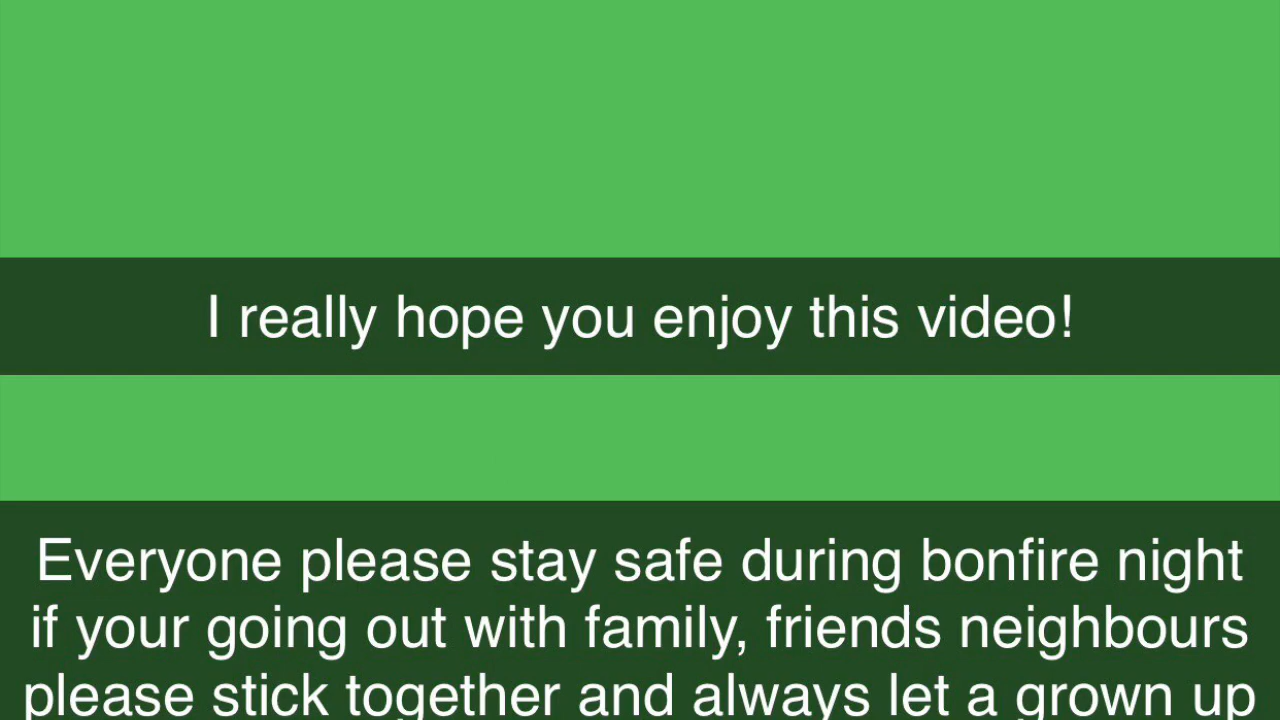 I really hope you enjoy this video!
Everyone please stay safe during bonfire night
if your going out with family, friends neighbours
please stick together and always let a grown up